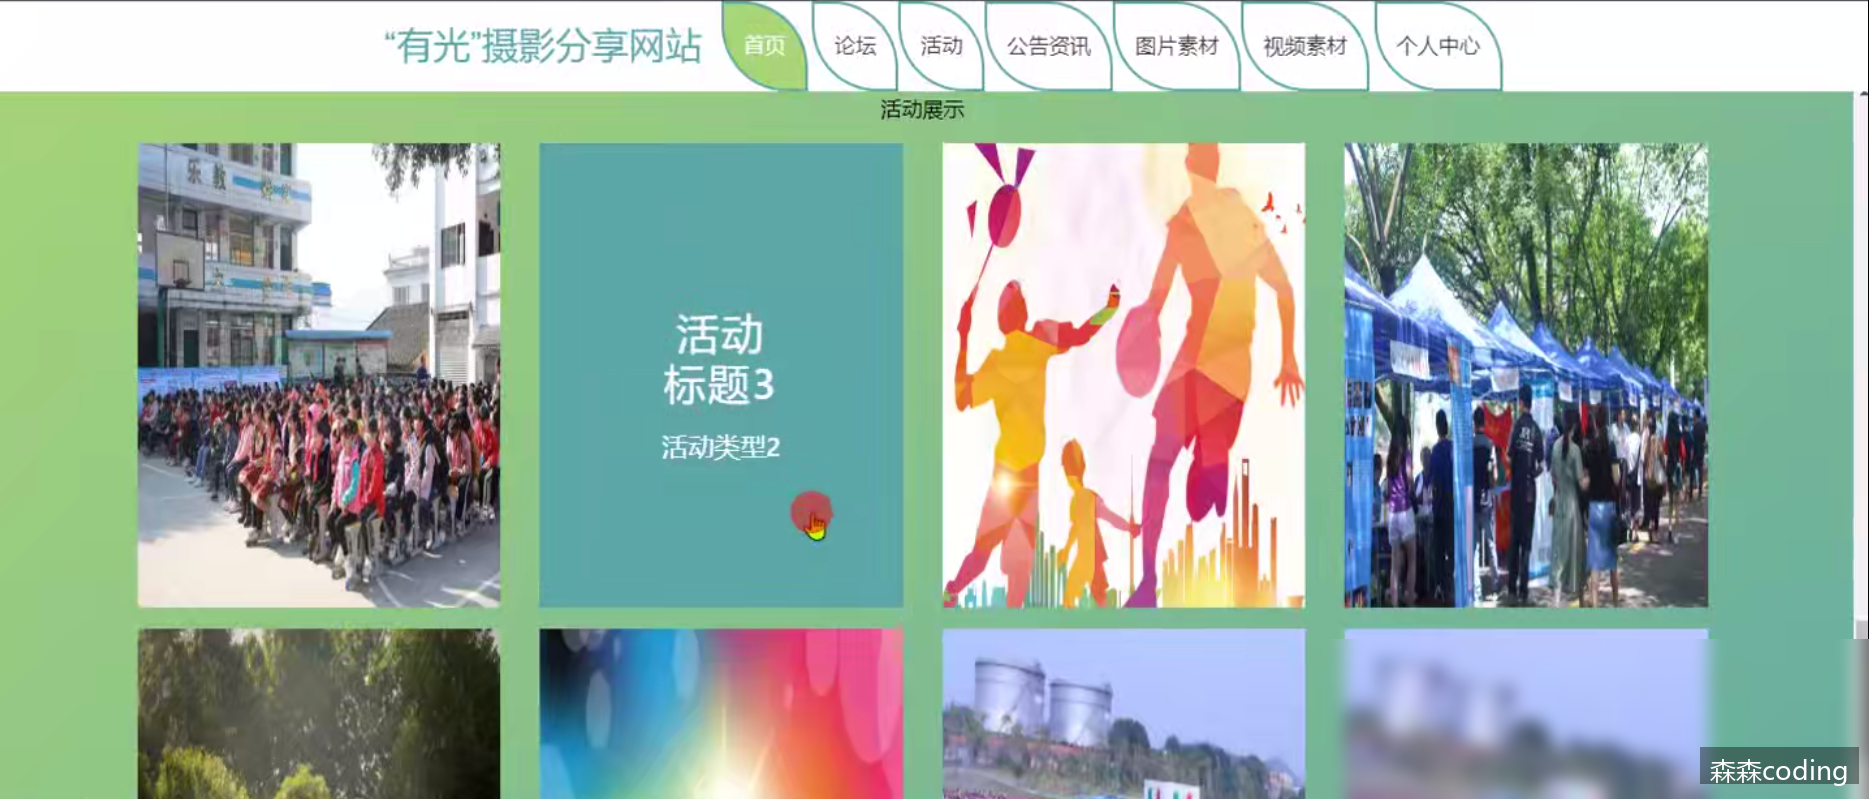 “有光”摄影分享网站
首页
论坛
活动
公告资讯
图片素材
视频素材
个人中心
活动展示
乐教
活动
标题3
活动类型2
森森coding